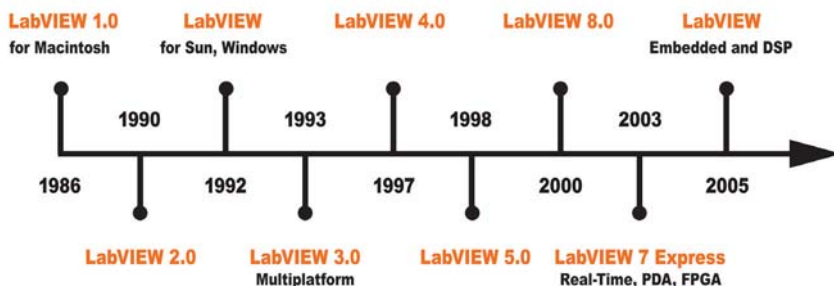 LabVIEW 1.0
for Macintosh
LabVIEW
for Sun, Windows
LabVIEW 4.0
LabVIEW 8.0
LabVIEW
Embedded and DSP
1990
1993
1998
2003
1986
1992
1997
2000
2005
LabVIEW 2.0
LabVIEW 3.0
Multiplatform
LabVIEW 5.0
LabVIEW 7 Express
Real-Time, PDA, FPGA